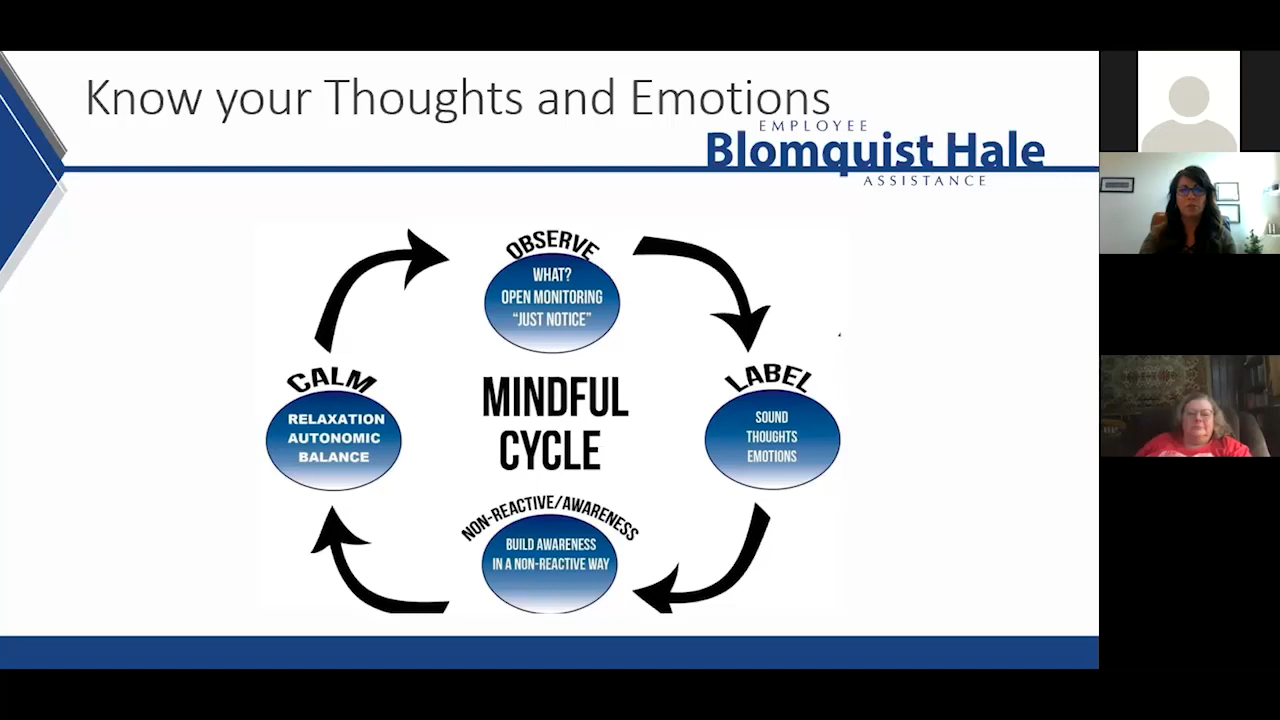 Know your Thoughts and Emotions
EMPLOYEE
Blomquist Hale
ASSISTANCE
OBSERVE
WHAT?
OPEN MONITORING
“JUST NOTICE”
CALM
RELAXATION
AUTONOMIC
BALANCE
MINDFUL
CYCLE
LABEL
SOUND
THOUGHTS
EMOTIONS
NON-REACTIVE/AWARENESS
BUILD AWARENESS
IN A NON-REACTIVE WAY